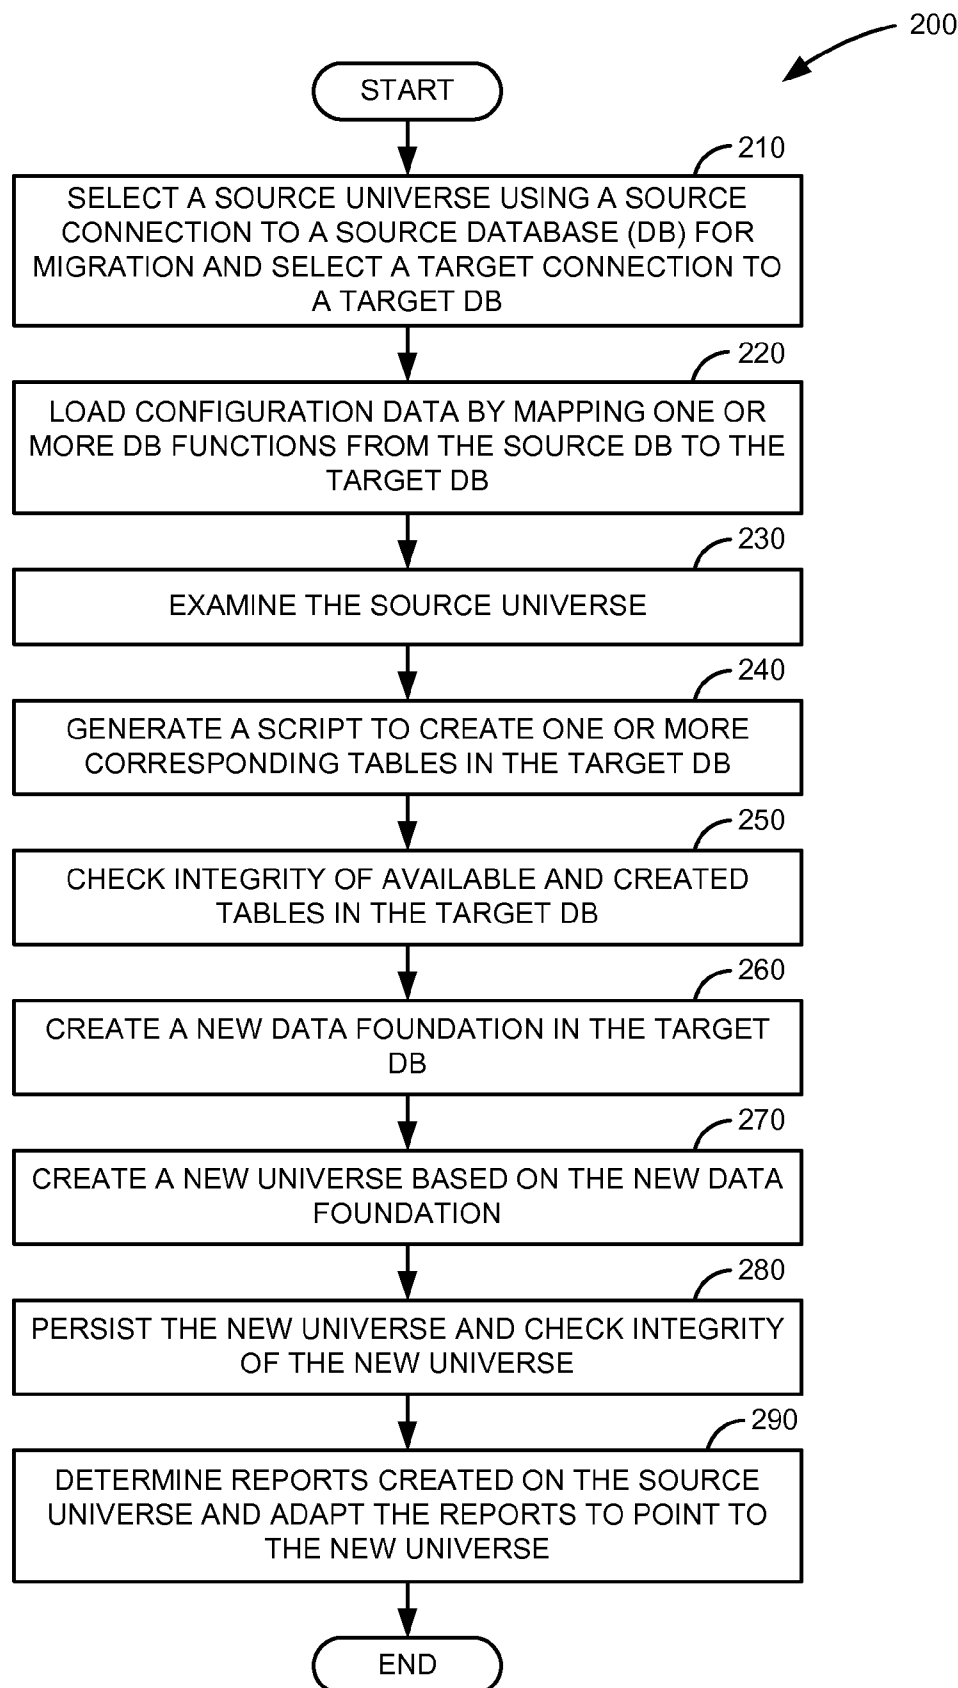 200
START
210
SELECT A SOURCE UNIVERSE USING A SOURCE
CONNECTION TO A SOURCE DATABASE (DB) FOR
MIGRATION AND SELECT A TARGET CONNECTION TO
A TARGET DB
220
LOAD CONFIGURATION DATA BY MAPPING ONE OR
MORE DB FUNCTIONS FROM THE SOURCE DB TO THE
TARGET DB
230
EXAMINE THE SOURCE UNIVERSE
240
GENERATE A SCRIPT TO CREATE ONE OR MORE
CORRESPONDING TABLES IN THE TARGET DB
250
CHECK INTEGRITY OF AVAILABLE AND CREATED
TABLES IN THE TARGET DB
260
CREATE A NEW DATA FOUNDATION IN THE TARGET
DB
270
CREATE A NEW UNIVERSE BASED ON THE NEW DATA
FOUNDATION
280
PERSIST THE NEW UNIVERSE AND CHECK INTEGRITY
OF THE NEW UNIVERSE
290
DETERMINE REPORTS CREATED ON THE SOURCE
UNIVERSE AND ADAPT THE REPORTS TO POINT TO
THE NEW UNIVERSE
END